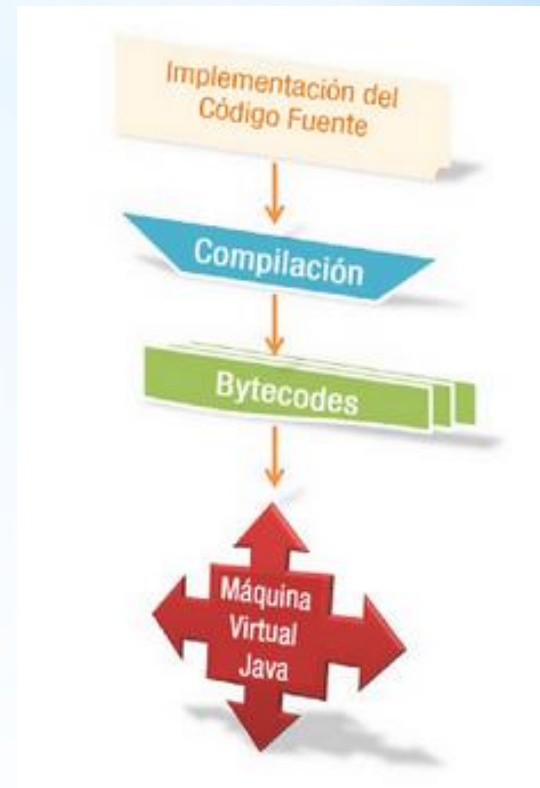 Implementación del
Código Fuente
Compilación
Bytecodes
Máquina
Virtual
Java